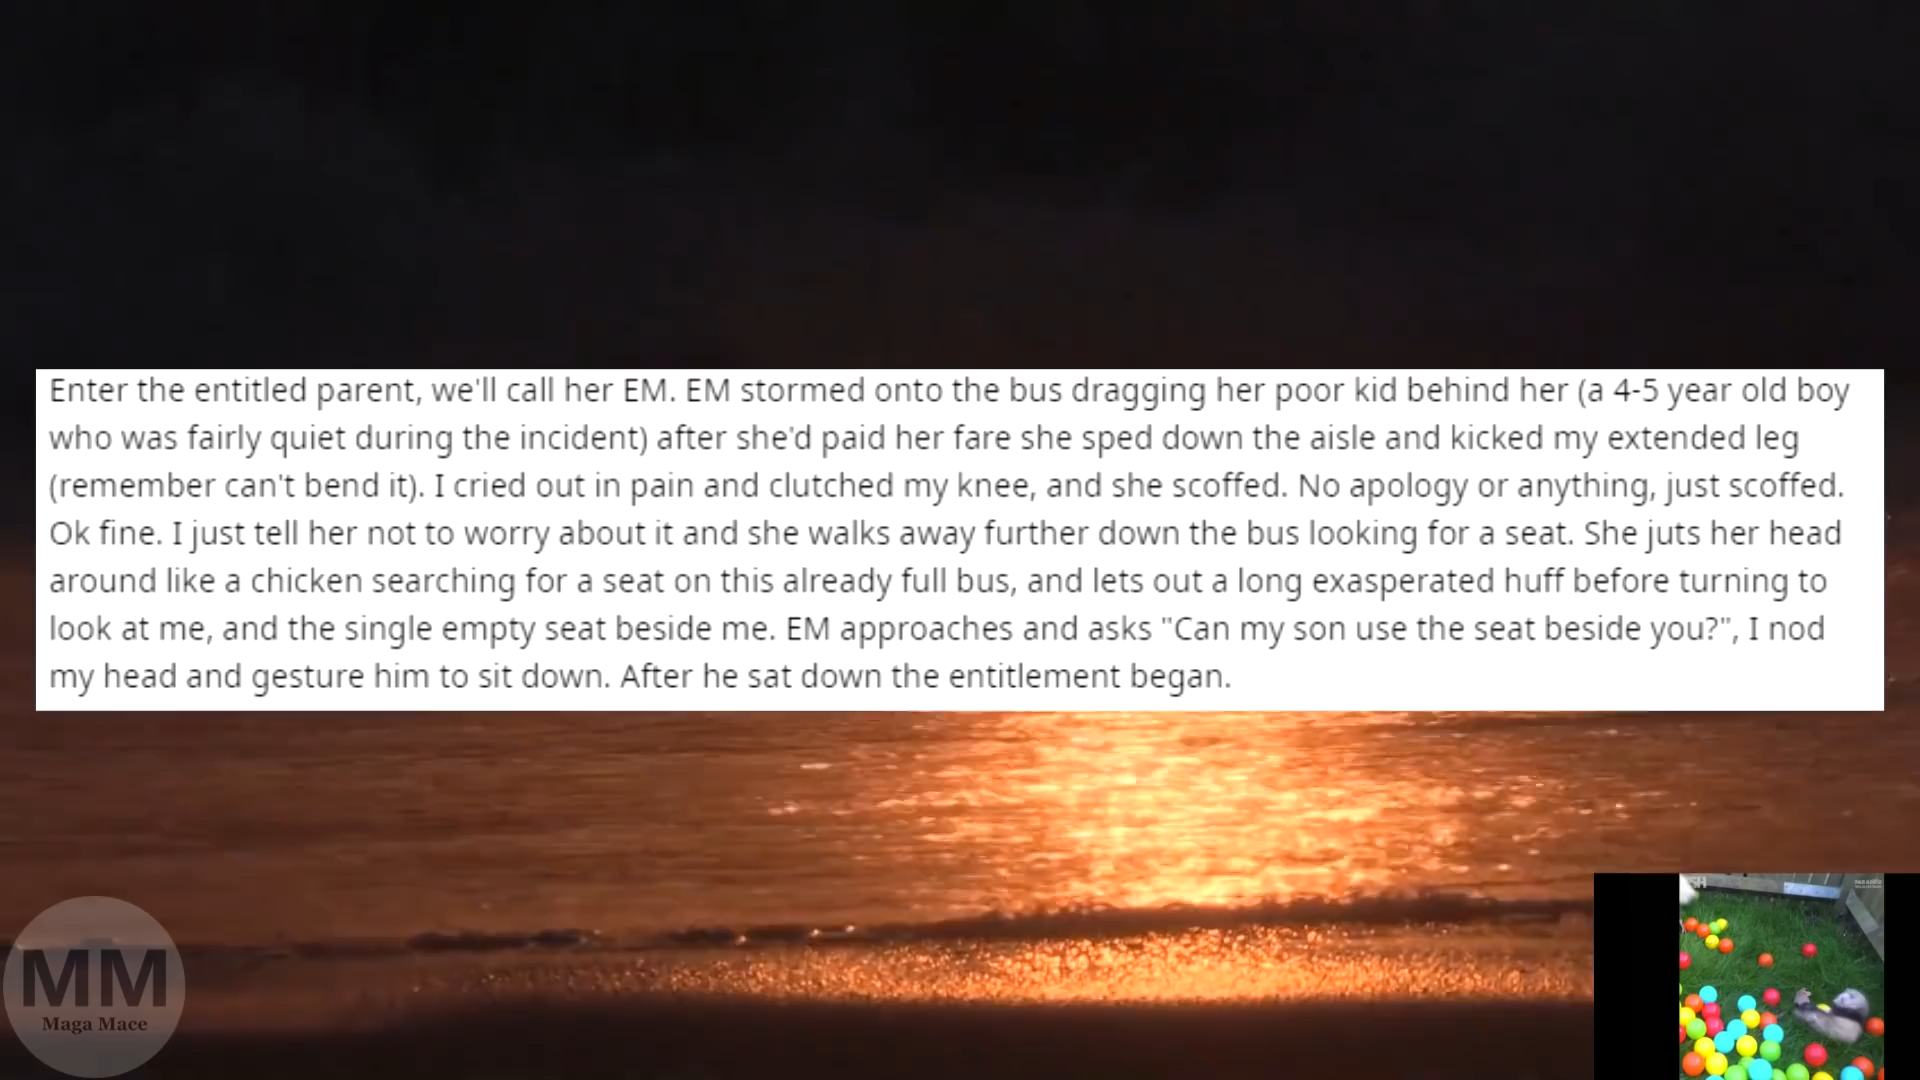 Enter the entitled parent, we'll call her EM. EM stormed onto the bus dragging her poor kid behind her (a 4-5 year old boy
who was fairly quiet during the incident) after she'd paid her fare she sped down the aisle and kicked my extended leg
(remember can't bend it). I cried out in pain and clutched my knee, and she scoffed. No apology or anything, just scoffed.
Ok fine. I just tell her not to worry about it and she walks away further down the bus looking for a seat. She juts her head
around like a chicken searching for a seat on this already full bus, and lets out a long exasperated huff before turning to
look at me, and the single empty seat beside me. EM approaches and asks "Can my son use the seat beside you?", I nod
my head and gesture him to sit down. After he sat down the entitlement began.
MM
Maga Mace